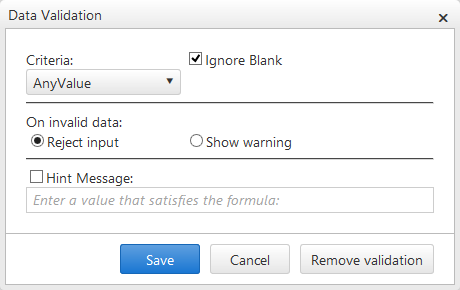 Data Validation
Criteria:
Ignore Blank
AnyValue
On invalid data:
Reject input
Show warning
Hint Message:
Enter a value that satisfies the formula:
Save
Cancel
Remove validation